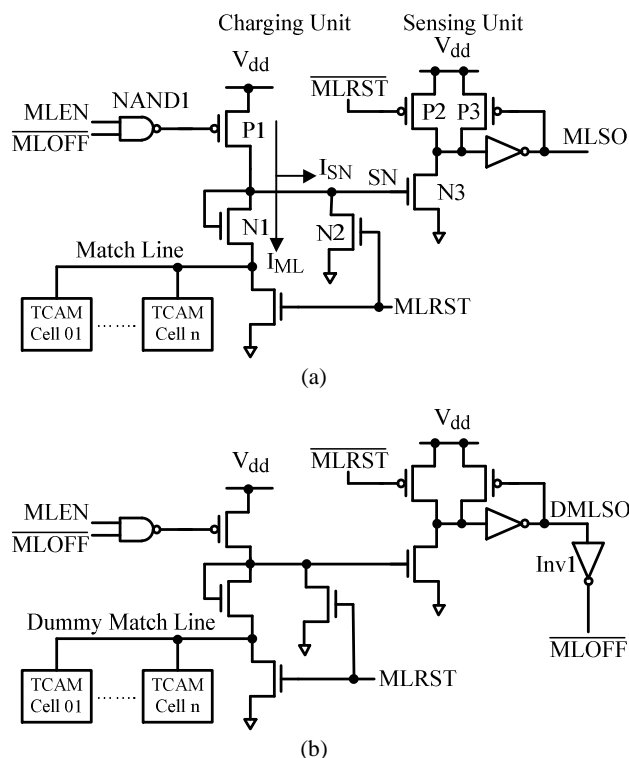 Charging Unit
Sensing Unit
Vdd
Vdd
MLRST
MLEN
NAND1
MLOFF
P1
P2
P3
MLSO
ISN
SN
N3
N1
N2
IML
Match Line
TCAM
Cell 01
.......
TCAM
Cell n
MLRST
(a)
Vdd
Vdd
MLRST
MLEN
MLOFF
DMLSO
Inv1
Dummy Match Line
MLOFF
TCAM
Cell 01
.......
TCAM
Cell n
MLRST
(b)